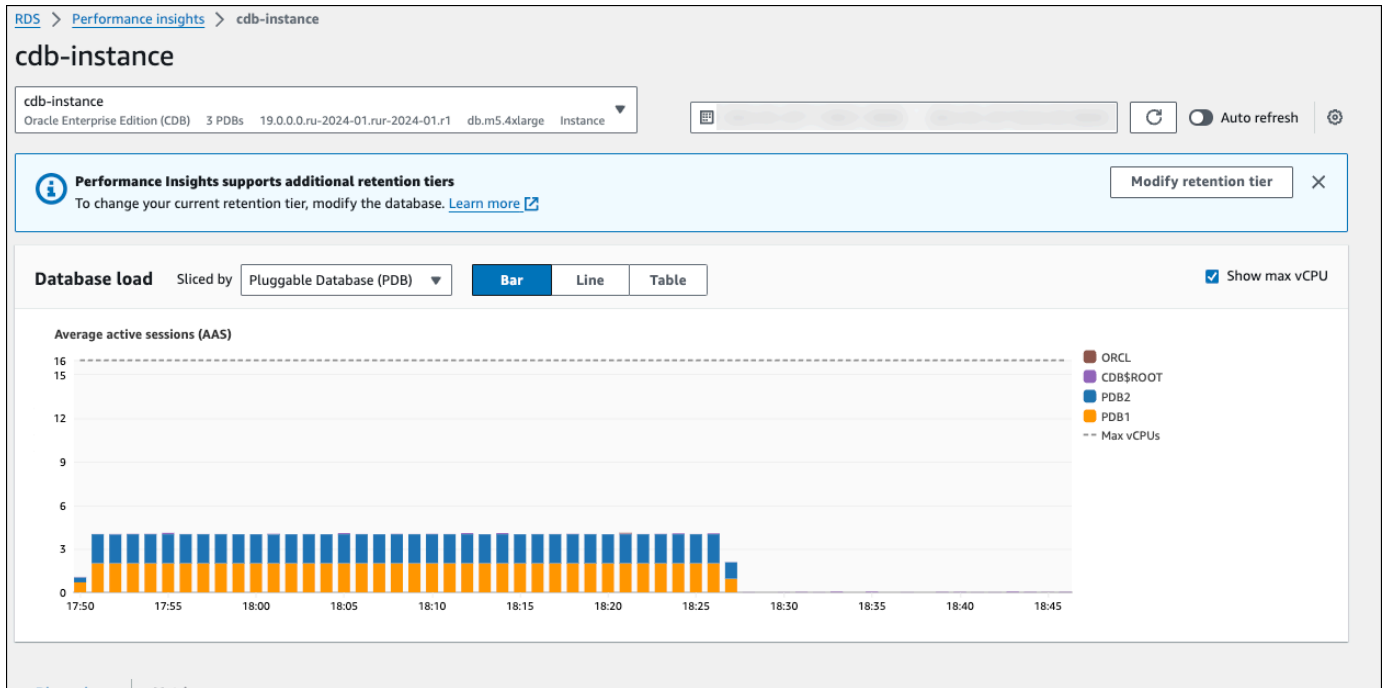 RDS > Performance insights > cdb-instance
cdb-instance
cdb-instance
Oracle Enterprise Edition (CDB) 3 PDBs 19.0.0.0.ru-2024-01.rur-2024-01.r1 db.m5.4xlarge Instance
Auto refresh
Performance Insights supports additional retention tiers
To change your current retention tier, modify the database. Learn more
Modify retention tier
Database load Sliced by Pluggable Database (PDB) Bar Line Table
Show max vCPU
Average active sessions (AAS)
16
15
12
9
6
3
0
17:50 17:55 18:00 18:05 18:10 18:15 18:20 18:25 18:30 18:35 18:40 18:45
ORCL
CDB$ROOT
PDB2
PDB1
Max vCPUs